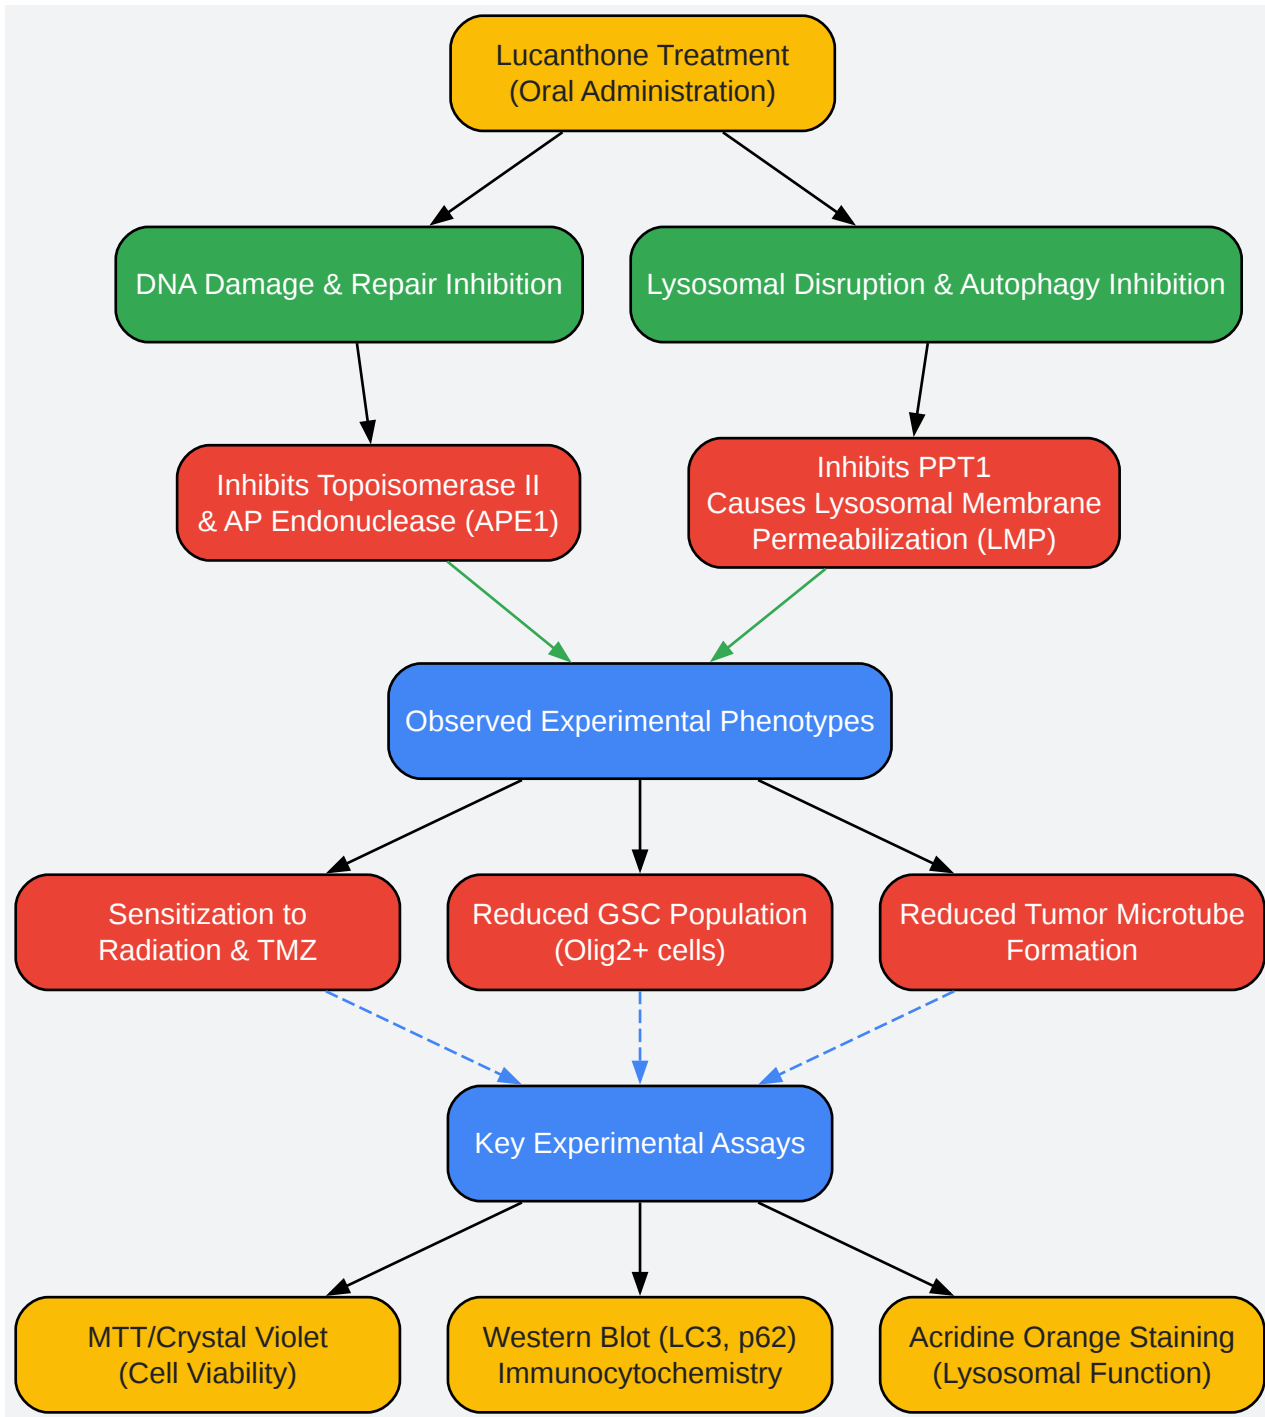 Lucanthone Treatment
(Oral Administration)
DNA Damage & Repair Inhibition
Lysosomal Disruption & Autophagy Inhibition
Inhibits Topoisomerase II
& AP Endonuclease (APE1)
Inhibits PPT1
Causes Lysosomal Membrane
Permeabilization (LMP)
Observed Experimental Phenotypes
Sensitization to
Radiation & TMZ
Reduced GSC Population
(Olig2+ cells)
Reduced Tumor Microtube
Formation
Key Experimental Assays
MTT/Crystal Violet
(Cell Viability)
Western Blot (LC3, p62)
Immunocytochemistry
Acridine Orange Staining
(Lysosomal Function)